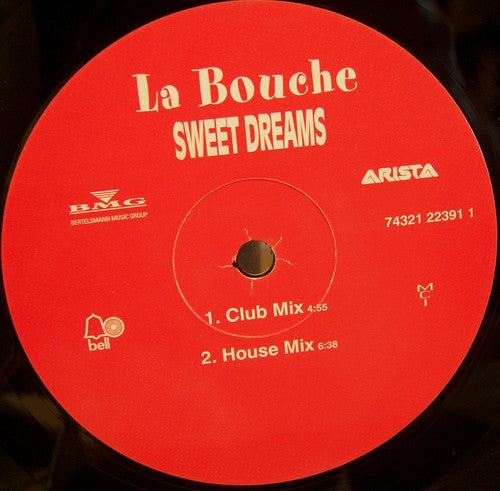 La Bouche
SWEET DREAMS
ARISTA
BMG
BERTELSMANN MUSIC GROUP
74321 22391 1
MCI
bell
1. Club Mix 4:55
2. House Mix 6:38